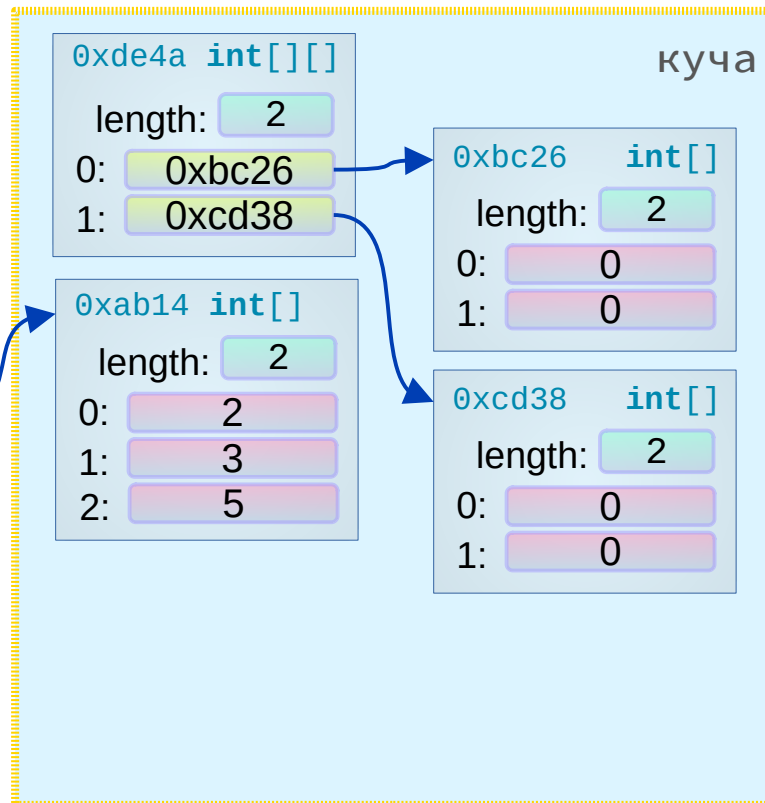 куча
0xde4a int[][]
length: 2
0: 0xbc26
1: 0xcd38
0xab14 int[]
length: 2
0: 2
1: 3
2: 5
0xbc26 int[]
length: 2
0: 0
1: 0
0xcd38 int[]
length: 2
0: 0
1: 0